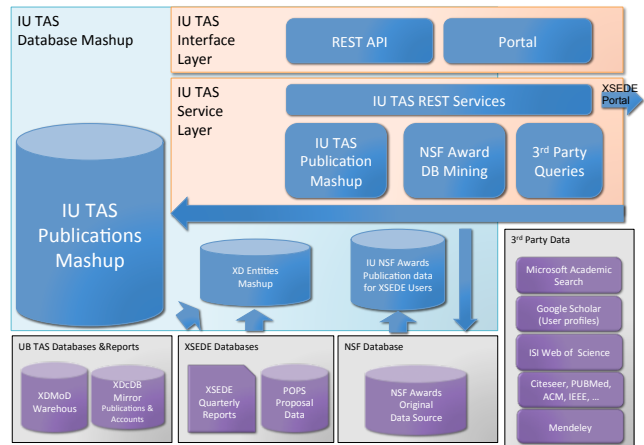 IU TAS
Database Mashup
IU TAS
Interface
Layer
REST API
Portal
IU TAS
Service
Layer
IU TAS REST Services
XSEDE
Portal
IU TAS
Publication
Mashup
NSF Award
DB Mining
3rd Party
Queries
IU TAS
Publications
Mashup
XD Entities
Mashup
IU NSF Awards
Publication data
for XSEDE Users
3rd Party Data
Microsoft Academic
Search
Google Scholar
(User profiles)
ISI Web of Science
Citeseer, PUBMed,
ACM, IEEE, ...
Mendeley
UB TAS Databases &Reports
XDMoD
Warehous
XDcDB
Mirror
Publications &
Accounts
XSEDE Databases
XSEDE
Quarterly
Reports
POPS
Proposal
Data
NSF Database
NSF Awards
Original
Data Source